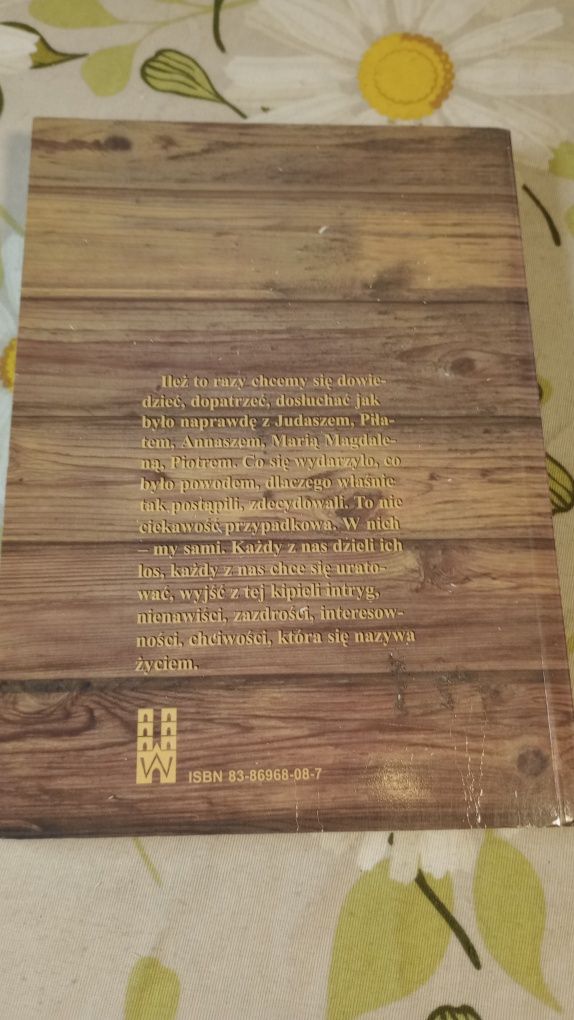 Ileż to razy chcemy się dowie-
dzieć, dopatrzeć, dosłuchać jak
było naprawdę z Judaszem, Piła-
tem, Annaszem, Marią Magdale-
ną, Piotrem. Co się wydarzyło, co
było powodem, dlaczego właśnie
tak postąpili, zdecydowali. To nie
ciekawość przypadkowa. W nich
– my sami. Każdy z nas dzieli ich
los, każdy z nas chce się urato-
wać, wyjść z tej kipieli intryg,
nienawiści, zazdrości, interesow-
ności, chciwości, która się nazywa
życiem.
W
ISBN 83-86968-08-7